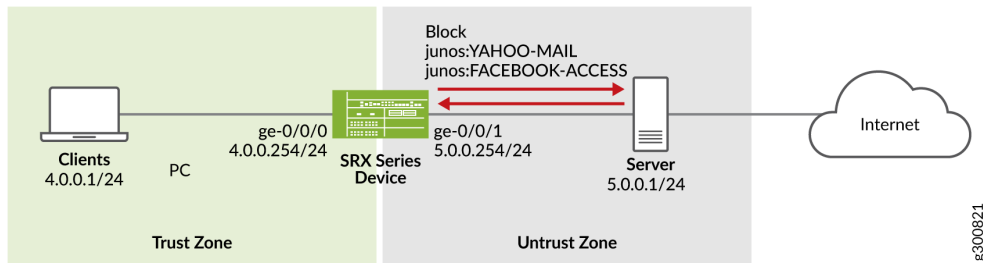 Block
junos:YAHOO-MAIL
junos:FACEBOOK-ACCESS
Internet
ge-0/0/0
4.0.0.254/24
ge-0/0/1
5.0.0.254/24
Clients
4.0.0.1/24
PC
SRX Series
Device
Server
5.0.0.1/24
Trust Zone
Untrust Zone
g300821